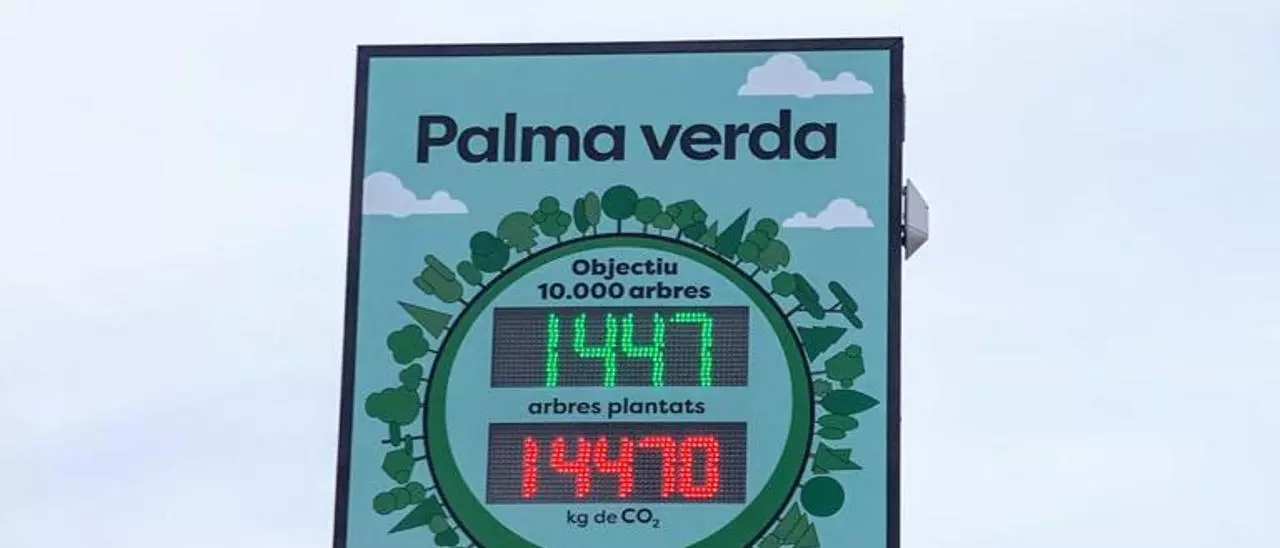 Palma verda
Objectiu
10.000 arbres
1447
arbres plantats
14470
kg de CO₂